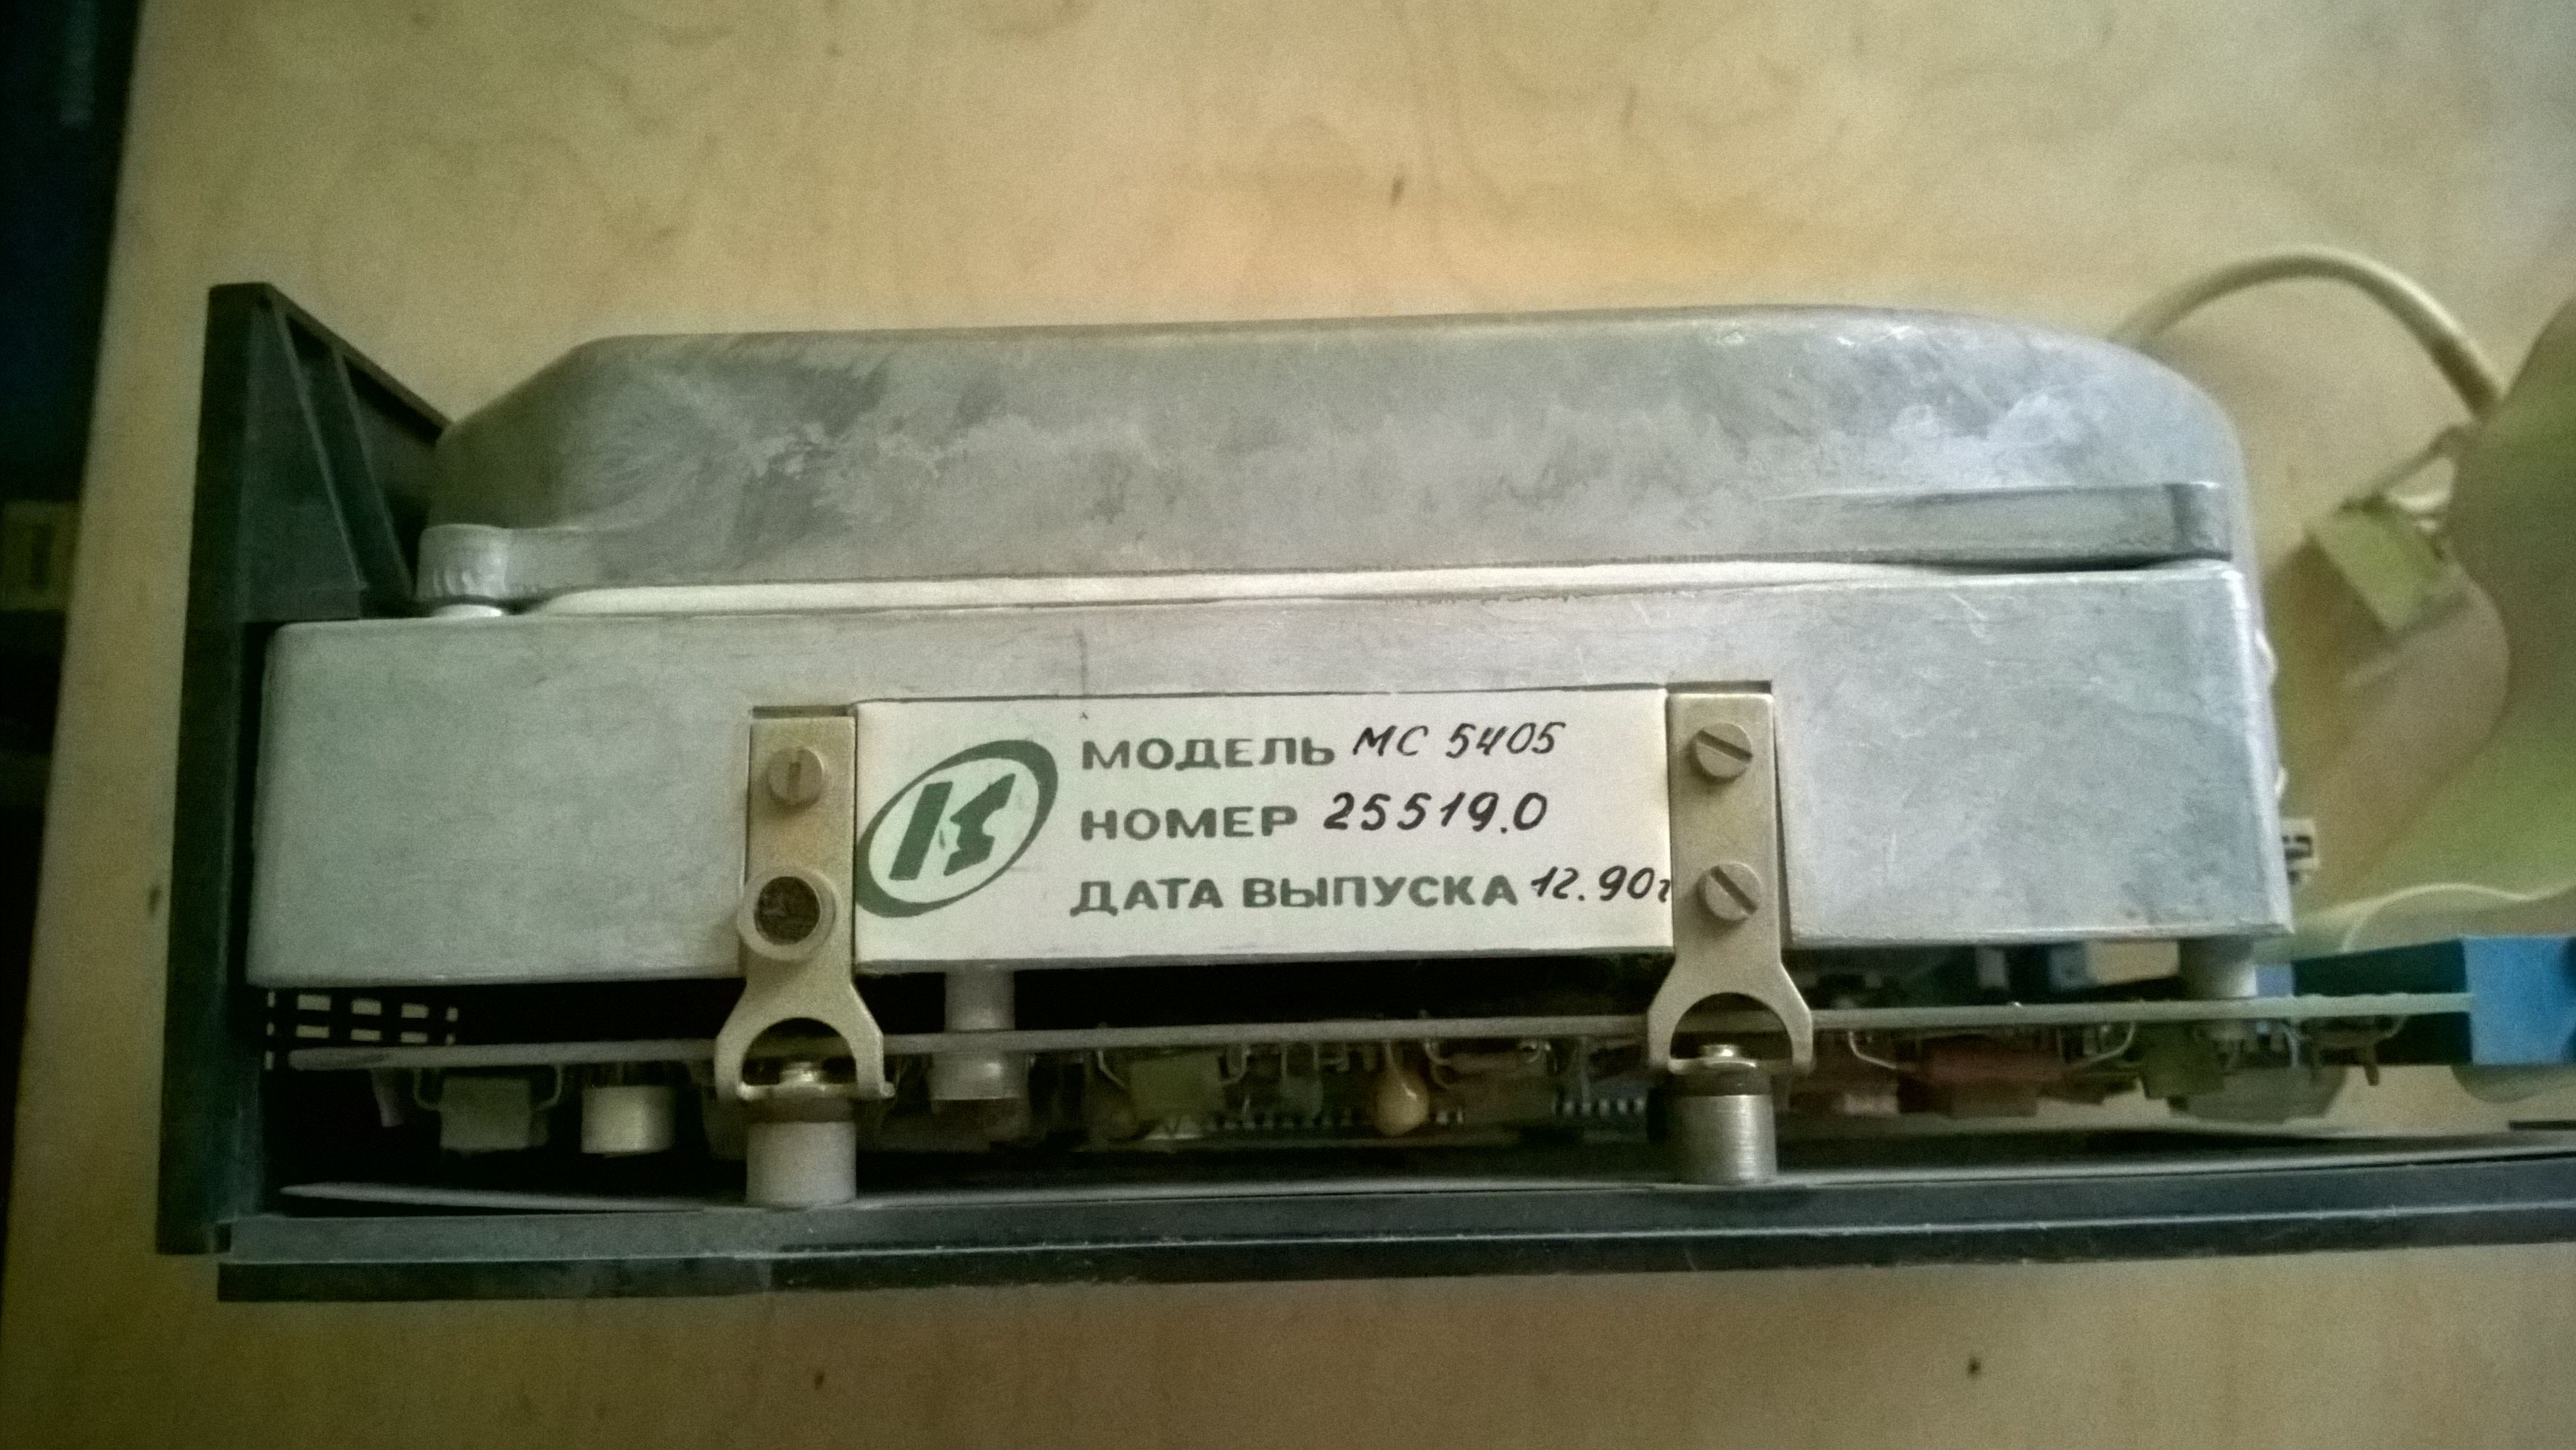 МОДЕЛЬ МС 5405
НОМЕР 25519.0
ДАТА ВЫПУСКА 12.90г